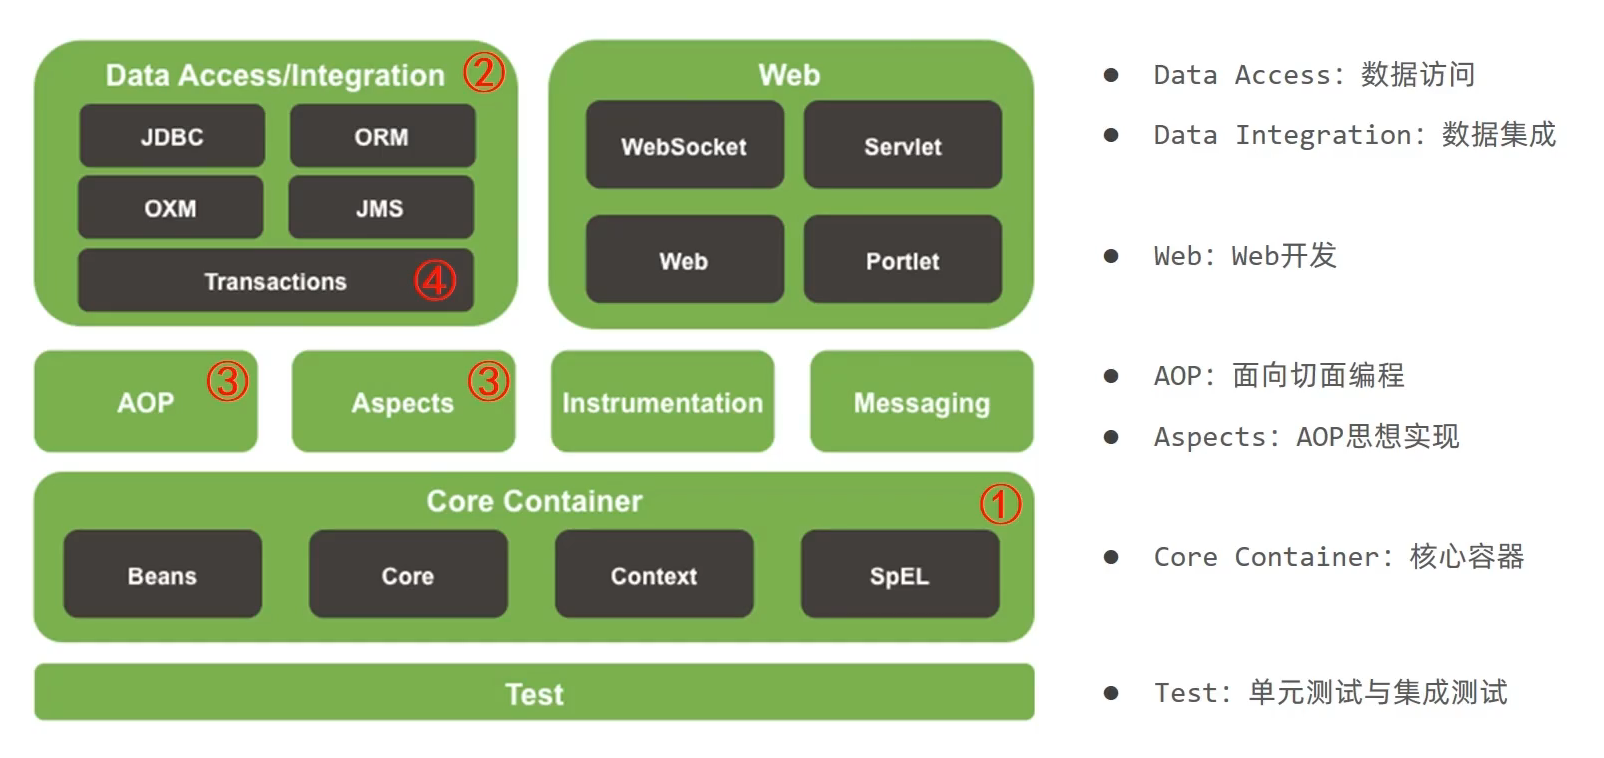 Data Access/Integration ②
JDBC
ORM
OXM
JMS
Transactions ④
Web
WebSocket
Servlet
Web
Portlet
AOP ③
Aspects ③
Instrumentation
Messaging
Core Container ①
Beans
Core
Context
SpEL
Test
● Data Access：数据访问
● Data Integration：数据集成
● Web：Web开发
● AOP：面向切面编程
● Aspects：AOP思想实现
● Core Container：核心容器
● Test：单元测试与集成测试